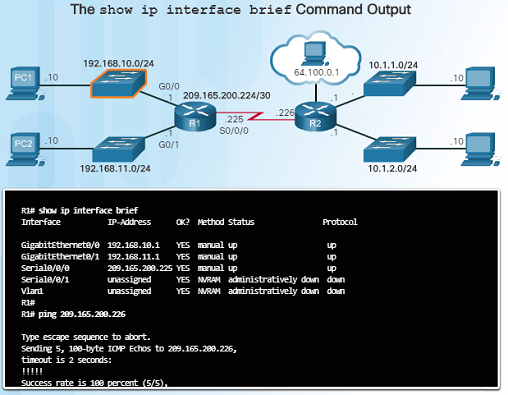 The show ip interface brief Command Output
PC1
.10
192.168.10.0/24
G0/0
.1
209.165.200.224/30
R1
.225
S0/0/0
.226
64.100.0.1
R2
.1
10.1.1.0/24
.10
PC2
.10
192.168.11.0/24
.1
G0/1
.1
10.1.2.0/24
.10
R1# show ip interface brief
Interface IP-Address OK? Method Status Protocol
GigabitEthernet0/0 192.168.10.1 YES manual up up
GigabitEthernet0/1 192.168.11.1 YES manual up up
Serial0/0/0 209.165.200.225 YES manual up up
Serial0/0/1 unassigned YES NVRAM administratively down down
Vlan1 unassigned YES NVRAM administratively down down
R1#
R1# ping 209.165.200.226
Type escape sequence to abort.
Sending 5, 100-byte ICMP Echos to 209.165.200.226,
timeout is 2 seconds:
!!!!!
Success rate is 100 percent (5/5),